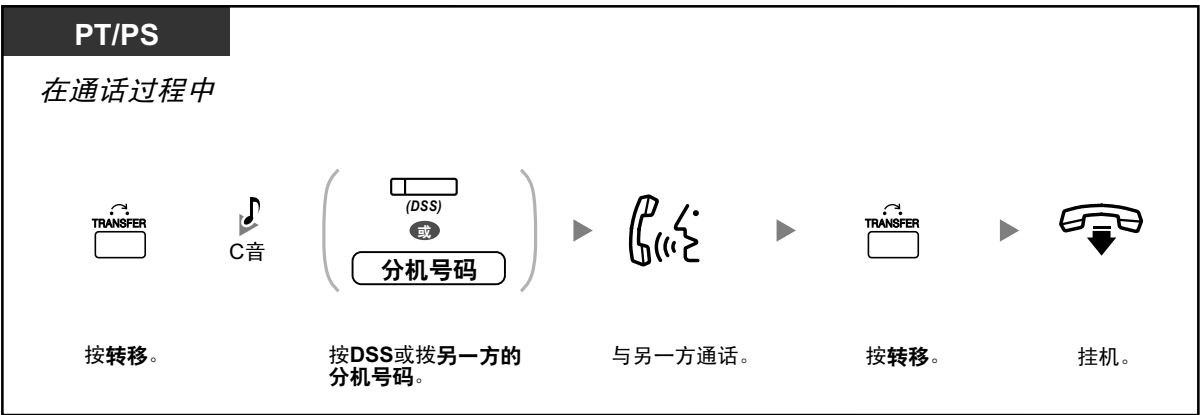 PT/PS
在通话过程中
TRANSFER
C音
(DSS)
或
分机号码
TRANSFER
按转移。
按DSS或拨另一方的
分机号码。
与另一方通话。
按转移。
挂机。